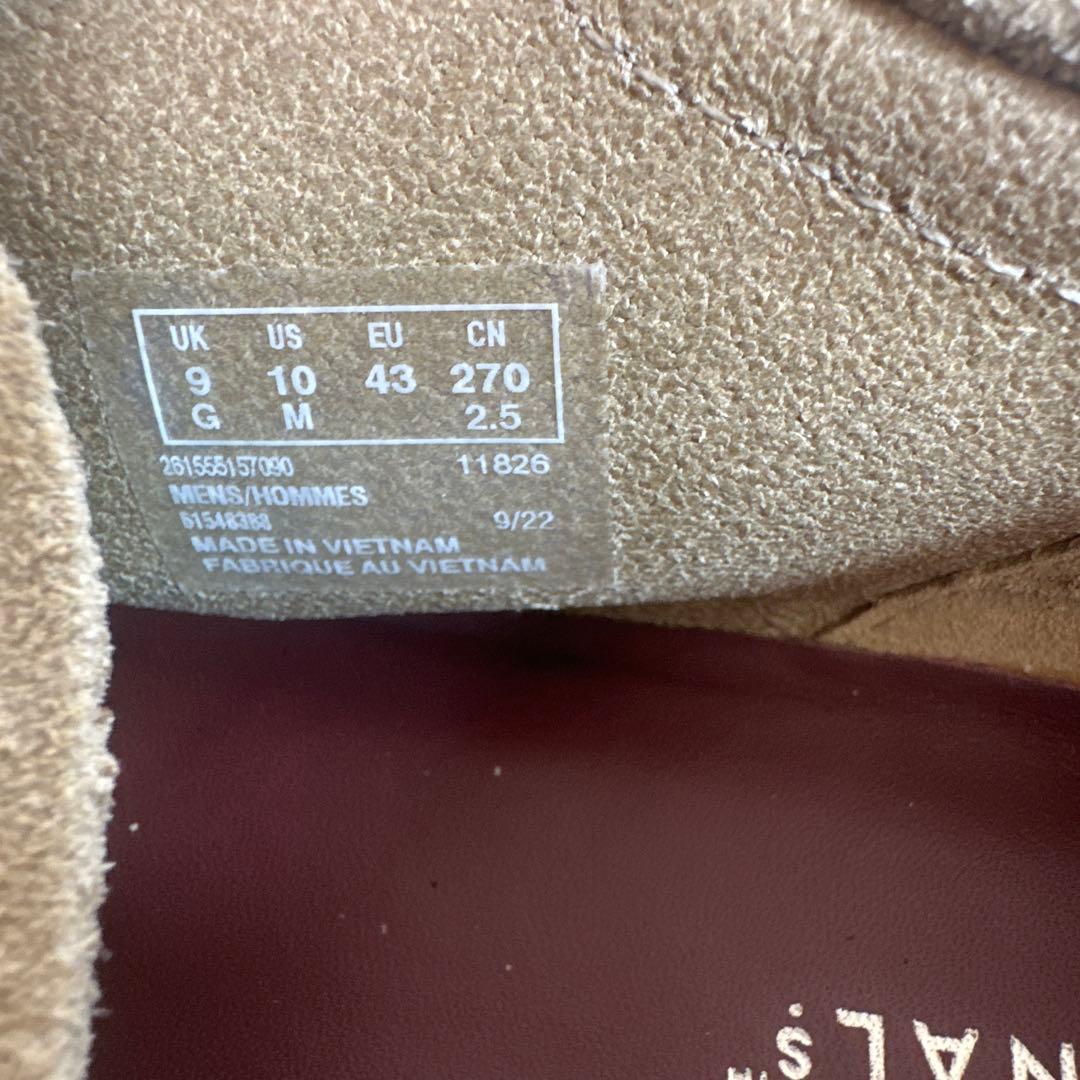 UK US EU CN
9 10 43 270
G M 2.5
261555157090 11826
MENS/HOMMES
9/22
MADE IN VIETNAM
FABRIQUE AU VIETNAM